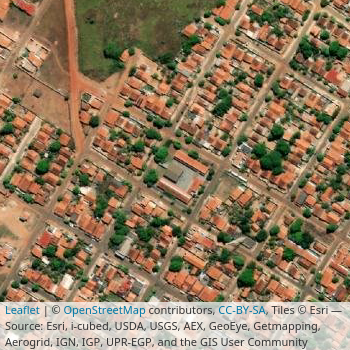 Leaflet | © OpenStreetMap contributors, CC-BY-SA, Tiles © Esri —
Source: Esri, i-cubed, USDA, USGS, AEX, GeoEye, Getmapping,
Aerogrid, IGN, IGP, UPR-EGP, and the GIS User Community